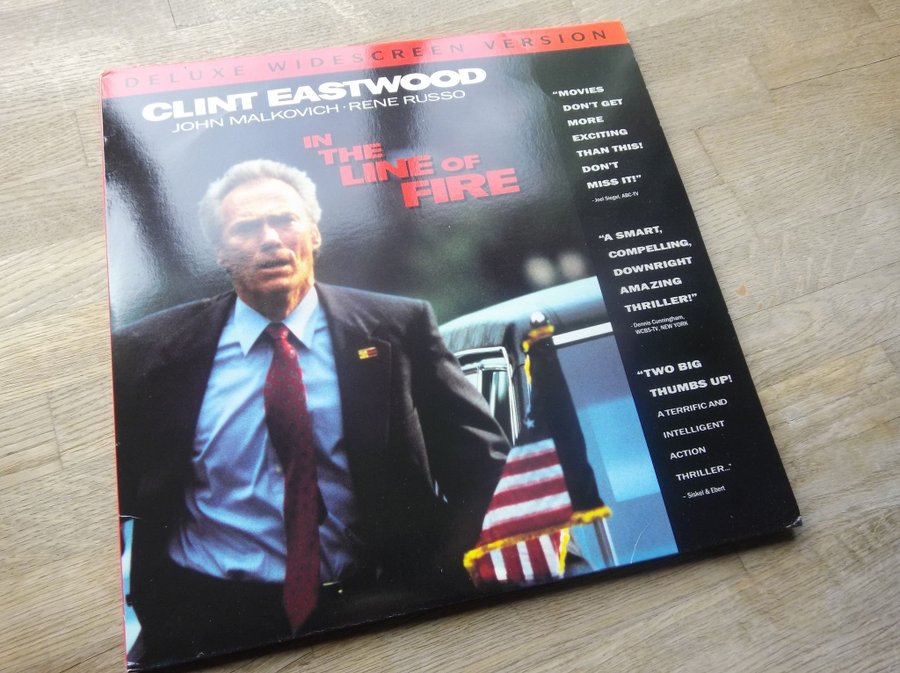 DELUXE WIDESCREEN VERSION
CLINT EASTWOOD
JOHN MALKOVICH · RENE RUSSO
IN
THE
LINE OF
FIRE
“MOVIES
DON'T GET
MORE
EXCITING
THAN THIS!
DON'T
MISS IT!”
- Joel Siegel, ABC-TV
“A SMART,
COMPELLING,
DOWNRIGHT
AMAZING
THRILLER!”
- Dennis Cunningham,
WCBS-TV, NEW YORK
“TWO BIG
THUMBS UP!
A TERRIFIC AND
INTELLIGENT
ACTION
THRILLER...”
- Siskel & Ebert